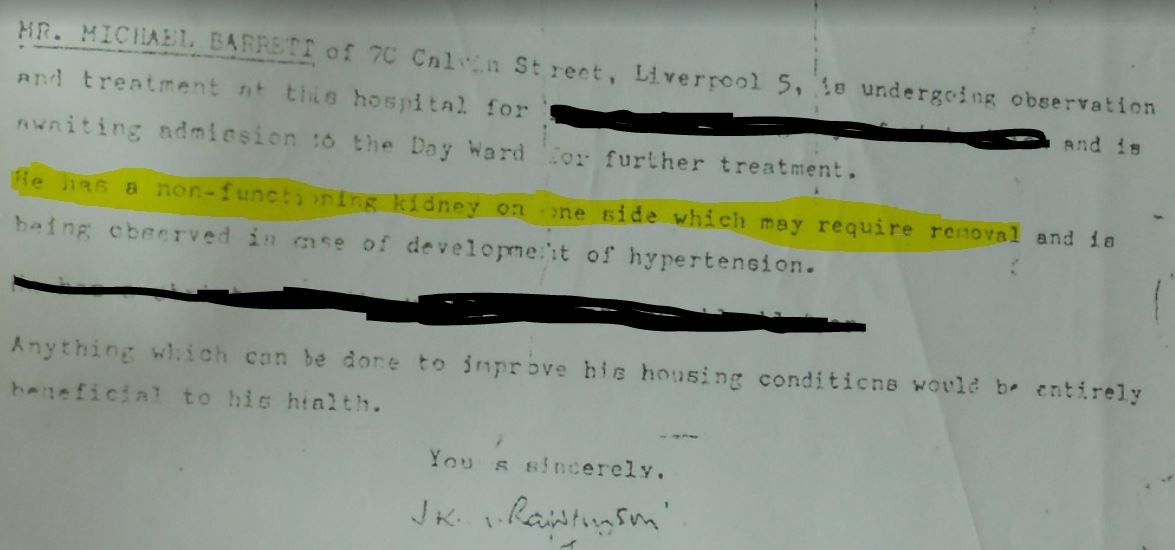 MR. MICHAEL BARRETT of 7C Calvin Street, Liverpool 5, is undergoing observation
and treatment at this hospital for and is
awaiting admission to the Day Ward for further treatment.
He has a non-functioning kidney on one side which may require removal and is
being observed in case of development of hypertension.
Anything which can be done to improve his housing conditions would be entirely
beneficial to his health.
You s sincerely.